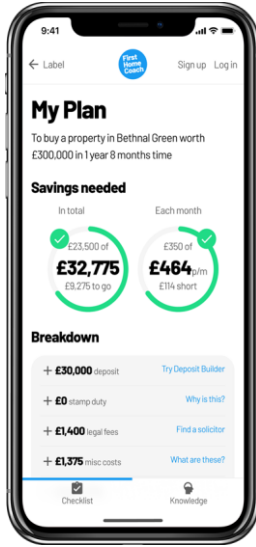 9:41
← Label
First
Home
Coach
Sign up Log in
My Plan
To buy a property in Bethnal Green worth
£300,000 in 1 year 8 months time
Savings needed
In total
£23,500 of
£32,775
£9,275 to go
Each month
£350 of
£464p/m
£114 short
Breakdown
+ £30,000 deposit Try Deposit Builder
+ £0 stamp duty Why is this?
+ £1,400 legal fees Find a solicitor
+ £1,375 misc costs What are these?
Checklist Knowledge